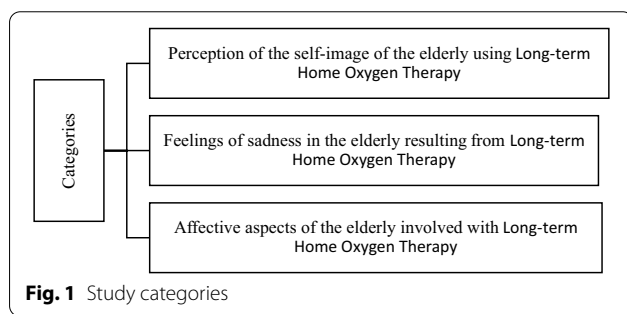 Categories
Perception of the self-image of the elderly using Long-term
Home Oxygen Therapy
Feelings of sadness in the elderly resulting from Long-term
Home Oxygen Therapy
Affective aspects of the elderly involved with Long-term
Home Oxygen Therapy
Fig. 1 Study categories